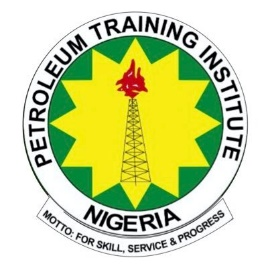 PETROLEUM TRAINING INSTITUTE
NIGERIA
MOTTO: FOR SKILL, SERVICE & PROGRESS